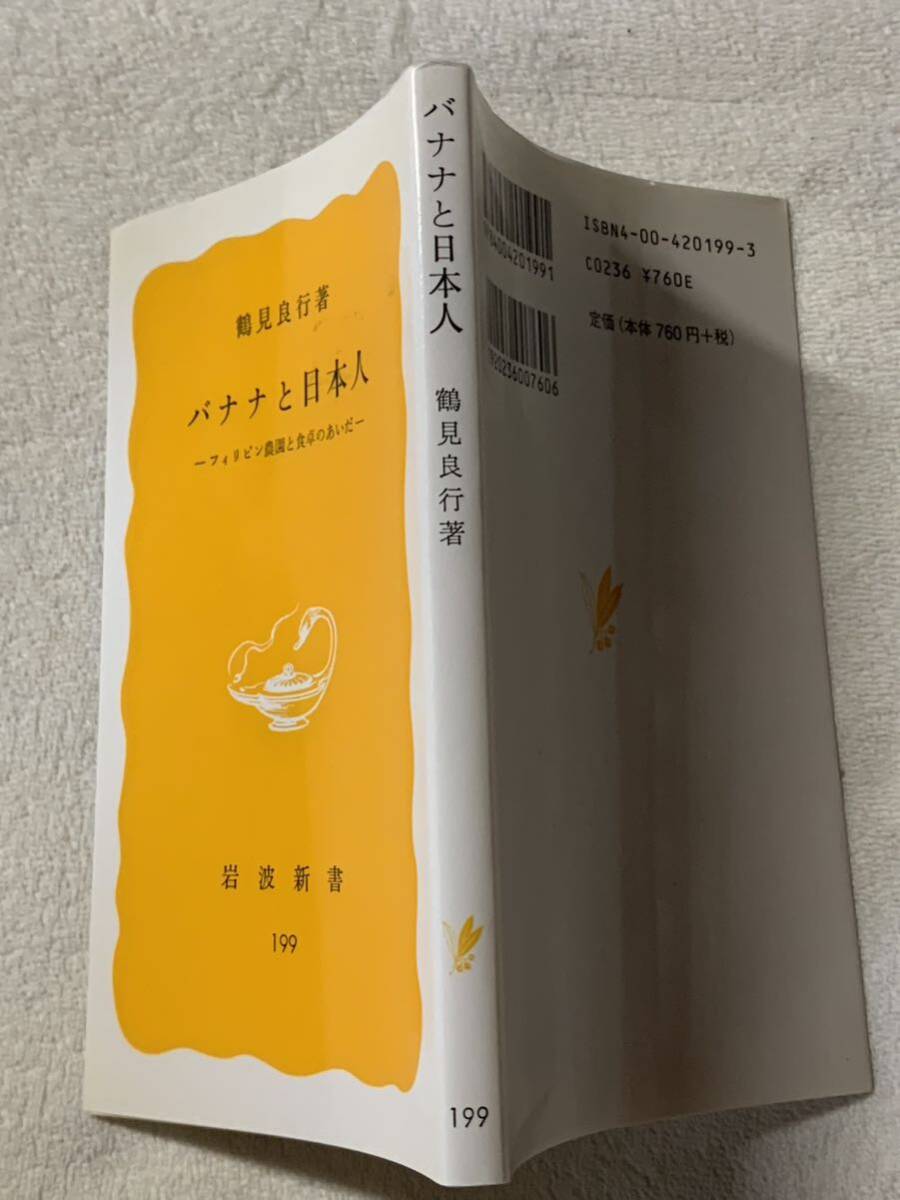 鶴見良行著
バナナと日本人
―フィリピン農園と食卓のあいだ―
岩波新書
199
バナナと日本人
鶴見良行著
199
9784004201991
ISBN4-00-420199-3
C0236 ¥760E
定価(本体760円+税)
1920236007606